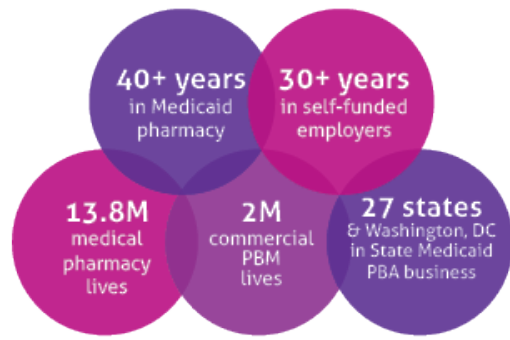 40+ years
in Medicaid
pharmacy
30+ years
in self-funded
employers
13.8M
medical
pharmacy
lives
2M
commercial
PBM
lives
27 states
& Washington, DC
in State Medicaid
PBA business